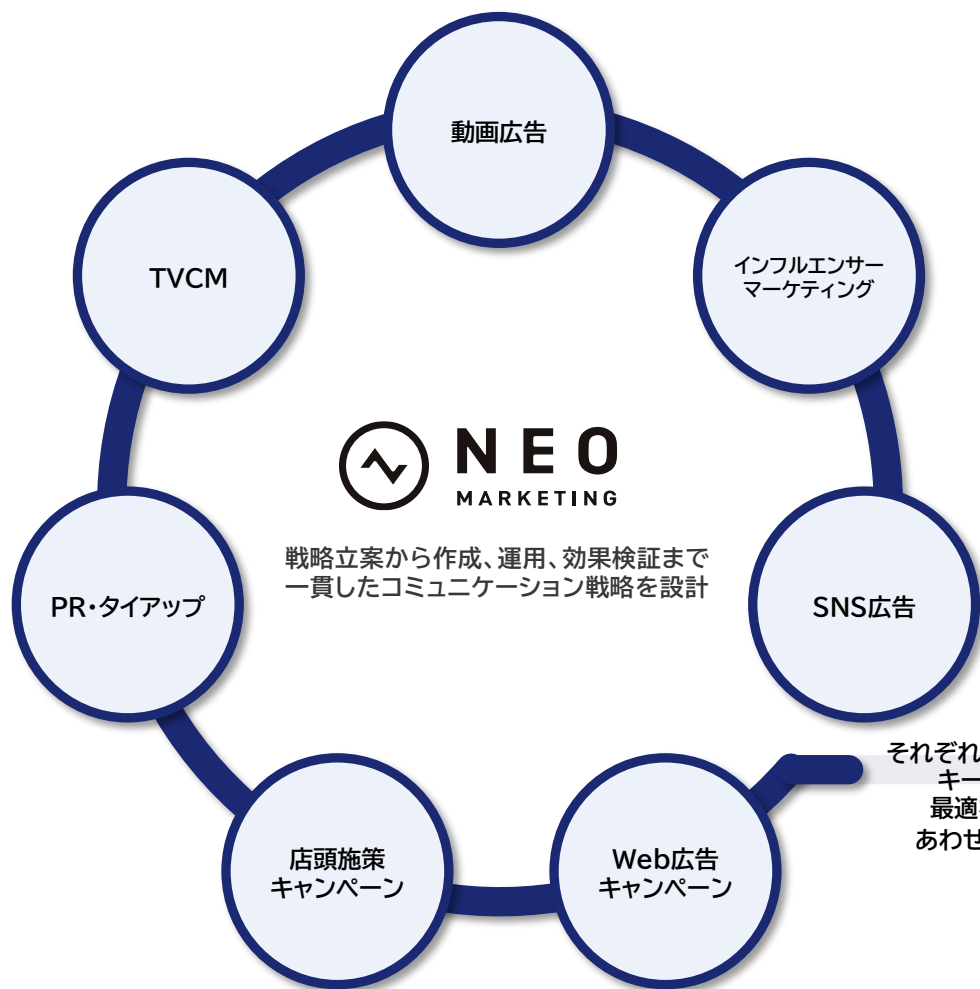 動画広告
TVCM
インフルエンサー
マーケティング
NEO
MARKETING
戦略立案から作成、運用、効果検証まで
一貫したコミュニケーション戦略を設計
PR・タイアップ
SNS広告
それぞれ
キー
最適
あわせ
店頭施策
キャンペーン
Web広告
キャンペーン